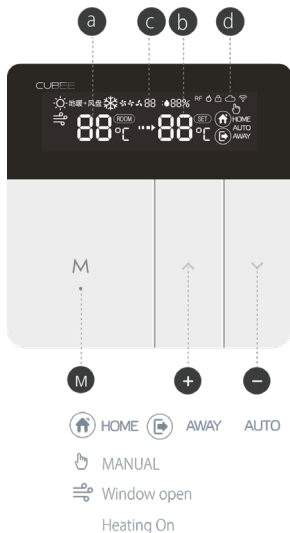 a c b d
CUBEE
地暖+风盘 88 :88% RF
88 °C ROOM 88 °C SET HOME
AUTO
AWAY
M
M + −
HOME AWAY AUTO
MANUAL
Window open
Heating On